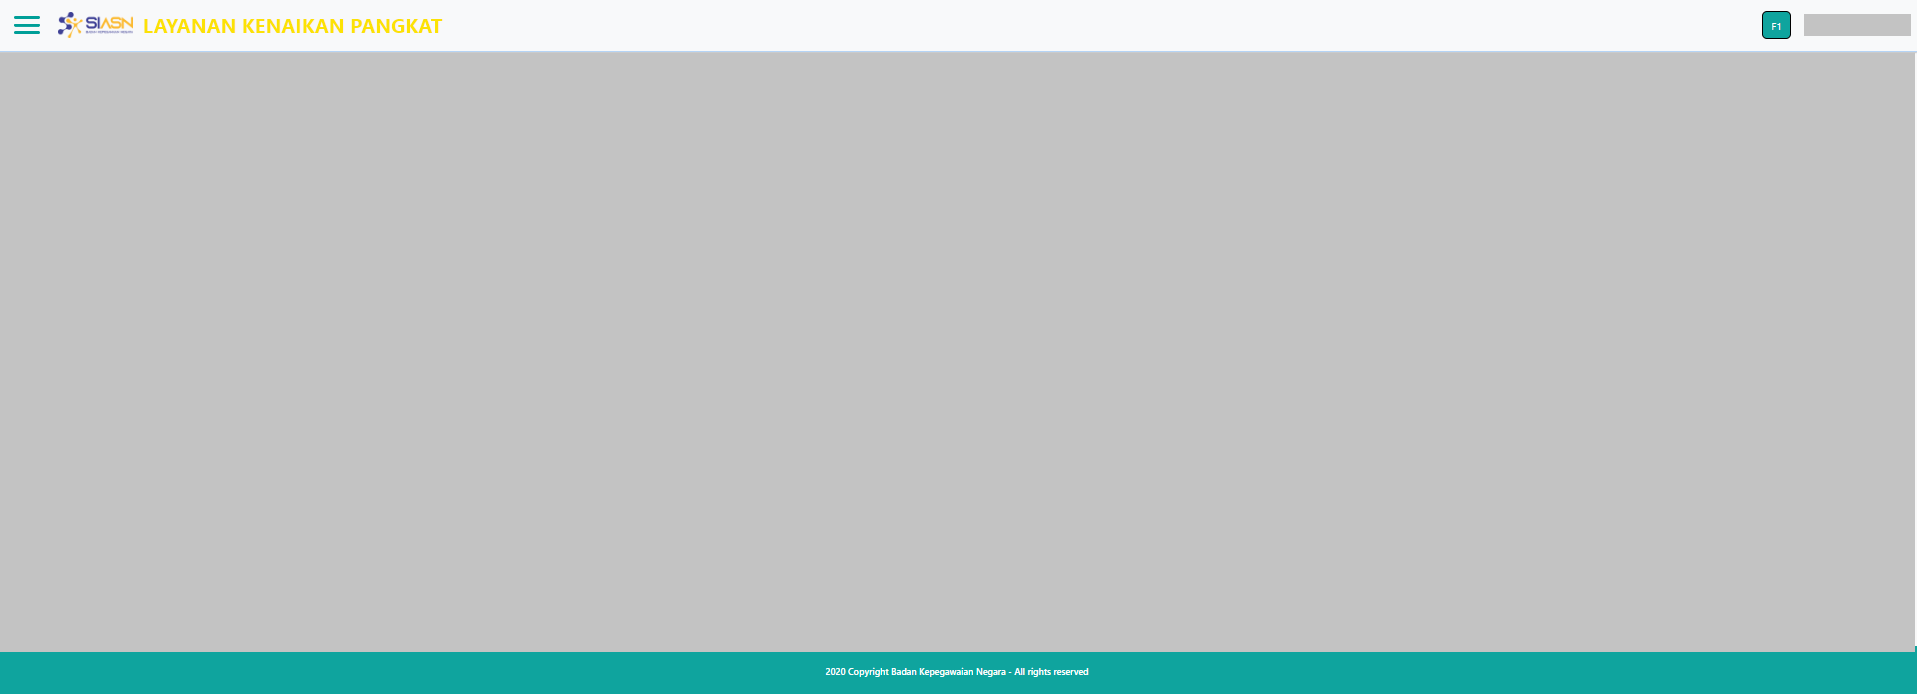 SIASN
BADAN KEPEGAWAIAN NEGARA
LAYANAN KENAIKAN PANGKAT
F1
2020 Copyright Badan Kepegawaian Negara - All rights reserved